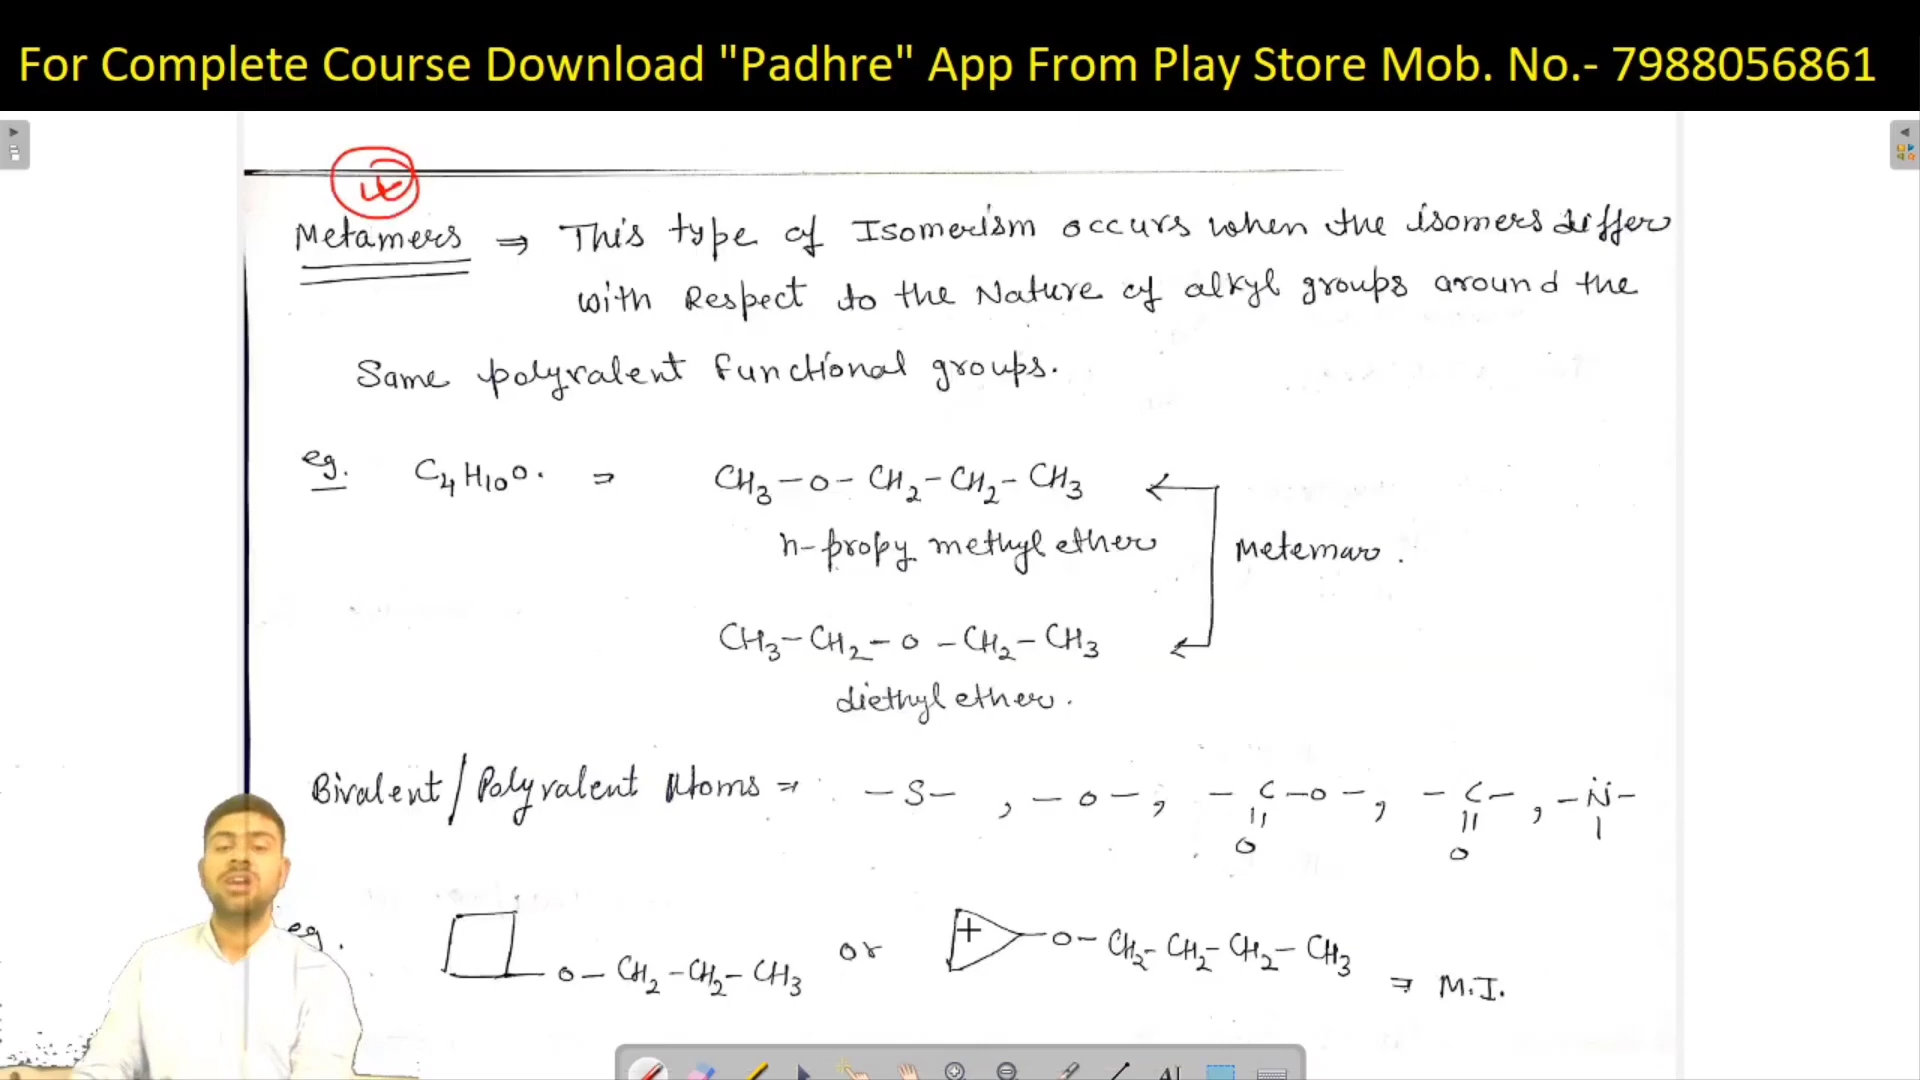 For Complete Course Download "Padhre" App From Play Store Mob. No.- 7988056861
Metamers ⇒ This type of Isomerism occurs when the isomers differ
with Respect to the Nature of alkyl groups around the
Same polyvalent functional groups.
eg. C4H10O. = CH3-O-CH2-CH2-CH3
n-propy methyl ether
Metemar.
CH3-CH2-O-CH2-CH3
diethyl ether.
Bivalent/Polyvalent Atoms ⇒ -S-, -O-, -C-O-, -C-, -N-
|| || |
O O
eg. O-CH2-CH2-CH3 or O-CH2-CH2-CH2-CH3 ⇒ M.I.